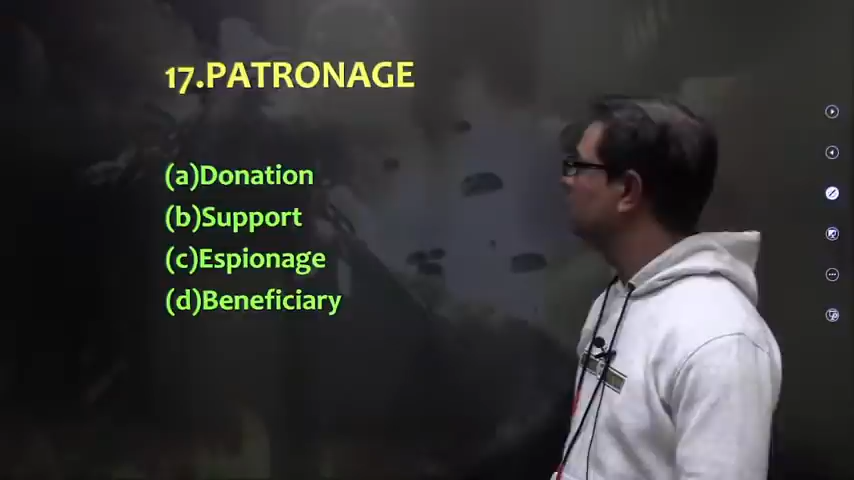 17.PATRONAGE
(a)Donation
(b)Support
(c)Espionage
(d)Beneficiary